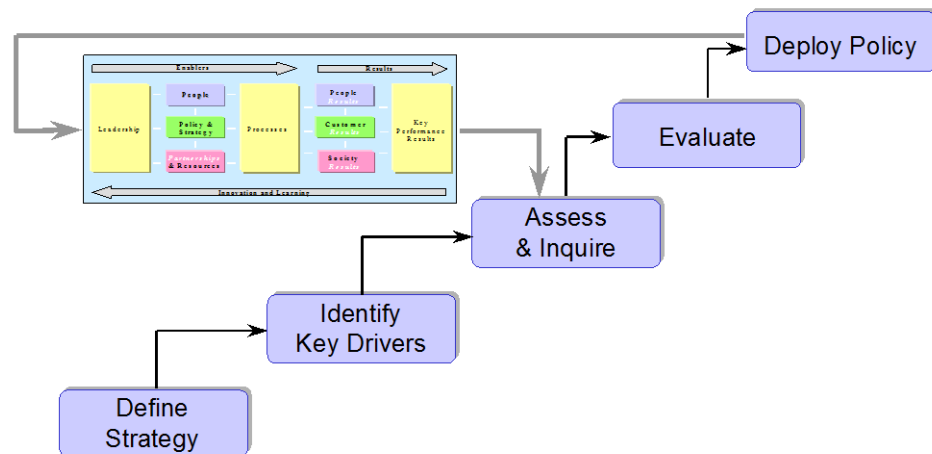 Deploy Policy
Enablers
Results
Leadership
People
Policy &
Strategy
Partnerships
& Resources
Processes
People
Results
Customer
Results
Society
Results
Key
Performance
Results
Innovation and Learning
Evaluate
Assess
& Inquire
Identify
Key Drivers
Define
Strategy